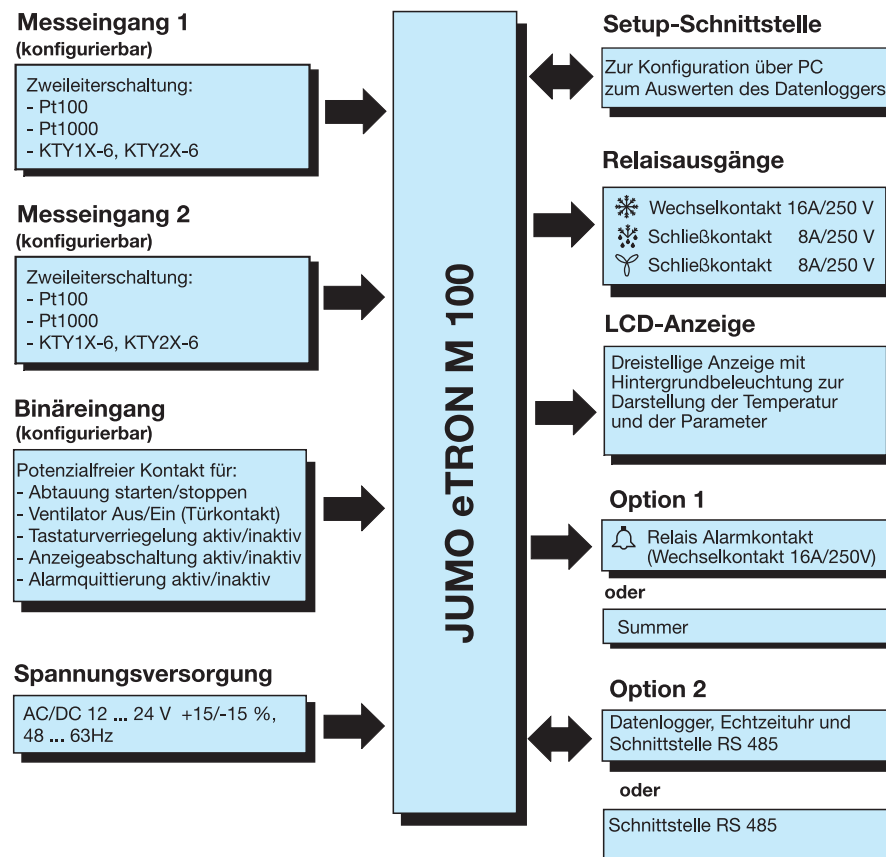 Messeingang 1
(konfigurierbar)
Zweileiterschaltung:
- Pt100
- Pt1000
- KTY1X-6, KTY2X-6
Messeingang 2
(konfigurierbar)
Zweileiterschaltung:
- Pt100
- Pt1000
- KTY1X-6, KTY2X-6
Binäreingang
(konfigurierbar)
Potenzialfreier Kontakt für:
- Abtauung starten/stoppen
- Ventilator Aus/Ein (Türkontakt)
- Tastaturverriegelung aktiv/inaktiv
- Anzeigeabschaltung aktiv/inaktiv
- Alarmquittierung aktiv/inaktiv
Spannungsversorgung
AC/DC 12 ... 24 V +15/-15 %,
48 ... 63Hz
JUMO eTRON M 100
Setup-Schnittstelle
Zur Konfiguration über PC
zum Auswerten des Datenloggers
Relaisausgänge
Wechselkontakt 16A/250 V
Schließkontakt 8A/250 V
Schließkontakt 8A/250 V
LCD-Anzeige
Dreistellige Anzeige mit
Hintergrundbeleuchtung zur
Darstellung der Temperatur
und der Parameter
Option 1
Relais Alarmkontakt
(Wechselkontakt 16A/250V)
oder
Summer
Option 2
Datenlogger, Echtzeituhr und
Schnittstelle RS 485
oder
Schnittstelle RS 485